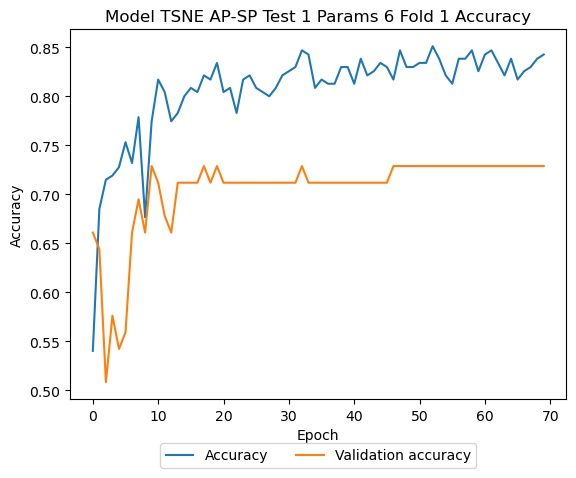 Model TSNE AP-SP Test 1 Params 6 Fold 1 Accuracy
0.85
0.80
0.75
0.70
0.65
0.60
0.55
0.50
Accuracy
0 10 20 30 40 50 60 70
Epoch
Accuracy Validation accuracy